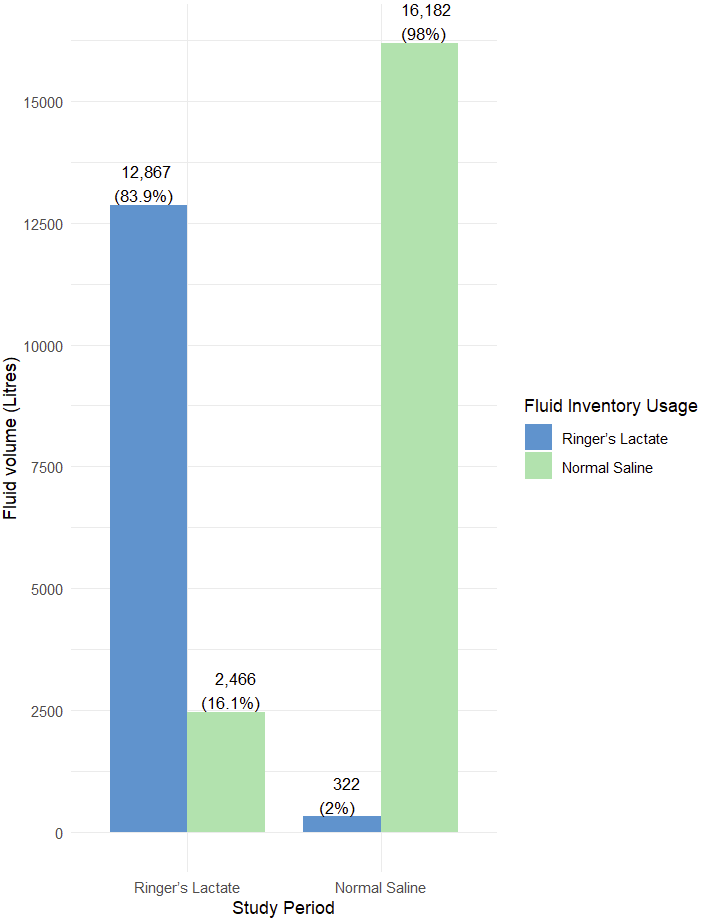 16,182
(98%)
15000
12,867
(83.9%)
12500
10000
Fluid volume (Litres)
Fluid Inventory Usage
Ringer’s Lactate
Normal Saline
7500
5000
2,466
(16.1%)
2500
322
(2%)
0
Ringer’s Lactate
Normal Saline
Study Period